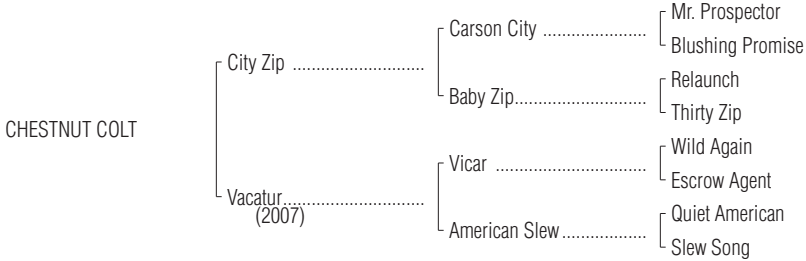 Mr. Prospector
Carson City ......................
Blushing Promise
City Zip ............................
Relaunch
Baby Zip............................
Thirty Zip
CHESTNUT COLT
Wild Again
Vicar ................................
Escrow Agent
Vacatur..............................
(2007)
Quiet American
American Slew..................
Slew Song